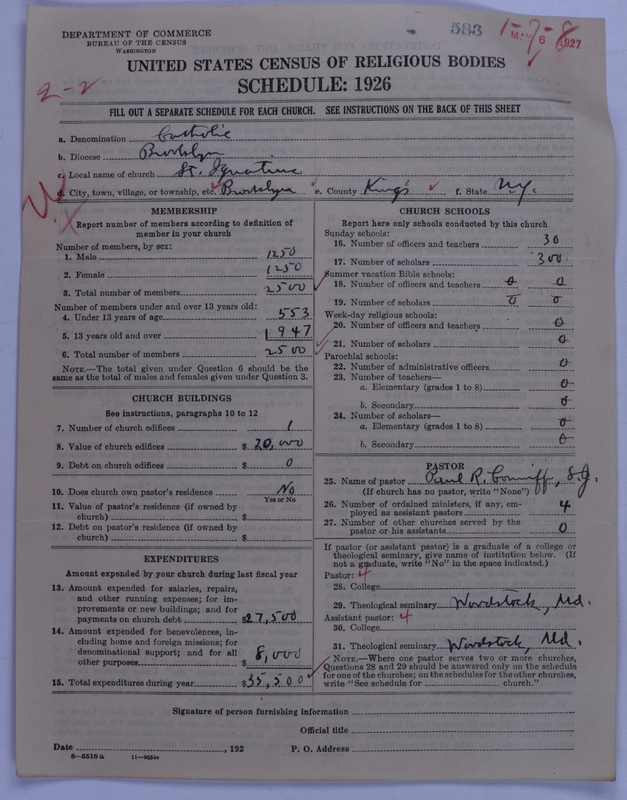 DEPARTMENT OF COMMERCE
BUREAU OF THE CENSUS
WASHINGTON
583
1-7-8
MAY 6 1927
UNITED STATES CENSUS OF RELIGIOUS BODIES
SCHEDULE: 1926
2-2
FILL OUT A SEPARATE SCHEDULE FOR EACH CHURCH. SEE INSTRUCTIONS ON THE BACK OF THIS SHEET
a. Denomination Catholic
b. Diocese Brooklyn
c. Local name of church St. Ignatius
d. City, town, village, or township, etc. Brooklyn e. County Kings f. State N.Y.
MEMBERSHIP
Report number of members according to definition of
member in your church
Number of members, by sex:
1. Male 1250
2. Female 1250
3. Total number of members 2500
Number of members under and over 13 years old:
4. Under 13 years of age 553
5. 13 years old and over 1947
6. Total number of members 2500
NOTE.—The total given under Question 6 should be the
same as the total of males and females given under Question 3.
CHURCH BUILDINGS
See instructions, paragraphs 10 to 12
7. Number of church edifices 1
8. Value of church edifices $ 20,000
9. Debt on church edifices $ 0
10. Does church own pastor's residence No
Yes or No
11. Value of pastor's residence (if owned by
church) $
12. Debt on pastor's residence (if owned by
church) $
EXPENDITURES
Amount expended by your church during last fiscal year
13. Amount expended for salaries, repairs,
and other running expenses; for im-
provements or new buildings; and for
payments on church debt $27,500
14. Amount expended for benevolences, in-
cluding home and foreign missions; for
denominational support; and for all
other purposes $ 8,000
15. Total expenditures during year $35,500
CHURCH SCHOOLS
Report here only schools conducted by this church
Sunday schools:
16. Number of officers and teachers 30
17. Number of scholars 300
Summer vacation Bible schools:
18. Number of officers and teachers 0 0
19. Number of scholars 0 0
Week-day religious schools:
20. Number of officers and teachers 0
21. Number of scholars 0
Parochial schools:
22. Number of administrative officers 0
23. Number of teachers—
a. Elementary (grades 1 to 8) 0
b. Secondary 0
24. Number of scholars—
a. Elementary (grades 1 to 8) 0
b. Secondary 0
PASTOR
25. Name of pastor Paul R. Conniff, S.J.
(If church has no pastor, write "None")
26. Number of ordained ministers, if any, em-
ployed as assistant pastors 4
27. Number of other churches served by the
pastor or his assistants 0
If pastor (or assistant pastor) is a graduate of a college or
theological seminary, give name of institution below. (If
not a graduate, write "No" in the space indicated.)
Pastor: 4
28. College
29. Theological seminary Woodstock, Md.
Assistant pastor: 4
30. College
31. Theological seminary Woodstock, Md.
NOTE.—Where one pastor serves two or more churches,
Questions 28 and 29 should be answered only on the schedule
for one of the churches; on the schedules for the other churches,
write "See schedule for church."
Signature of person furnishing information
Official title
Date , 192 P. O. Address
8-5518 a